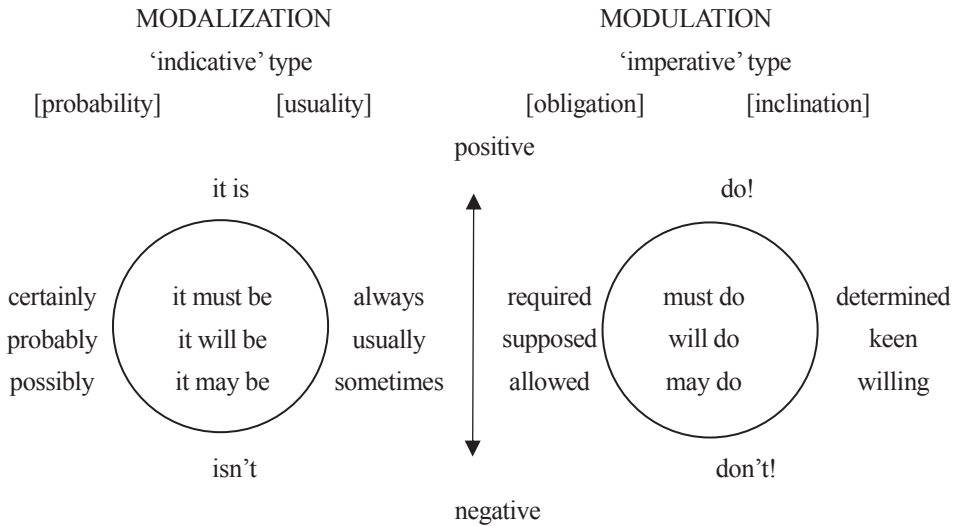 MODALIZATION MODULATION
‘indicative’ type ‘imperative’ type
[probability] [usuality] [obligation] [inclination]
positive
it is do!
certainly it must be always required must do determined
probably it will be usually supposed will do keen
possibly it may be sometimes allowed may do willing
isn’t don’t!
negative